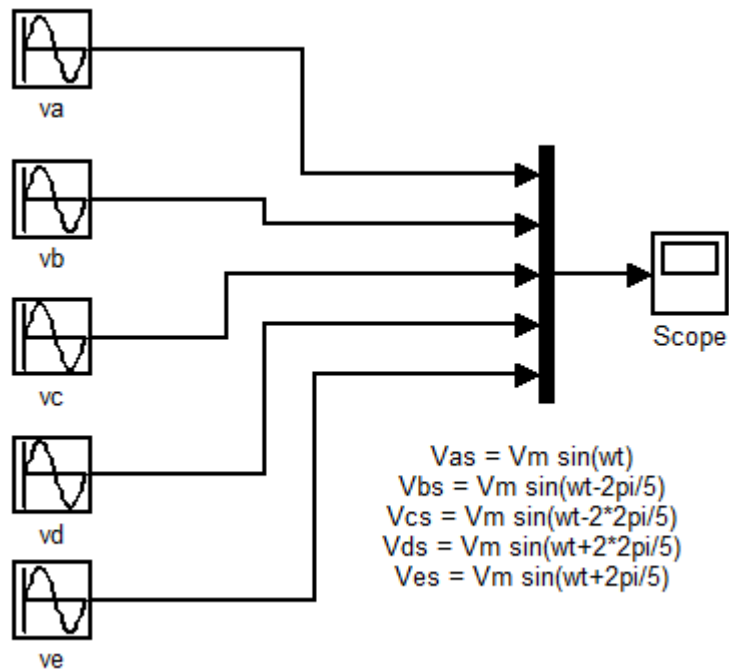 va
vb
vc
vd
ve
Scope
Vas = Vm sin(wt)
Vbs = Vm sin(wt-2pi/5)
Vcs = Vm sin(wt-2*2pi/5)
Vds = Vm sin(wt+2*2pi/5)
Ves = Vm sin(wt+2pi/5)